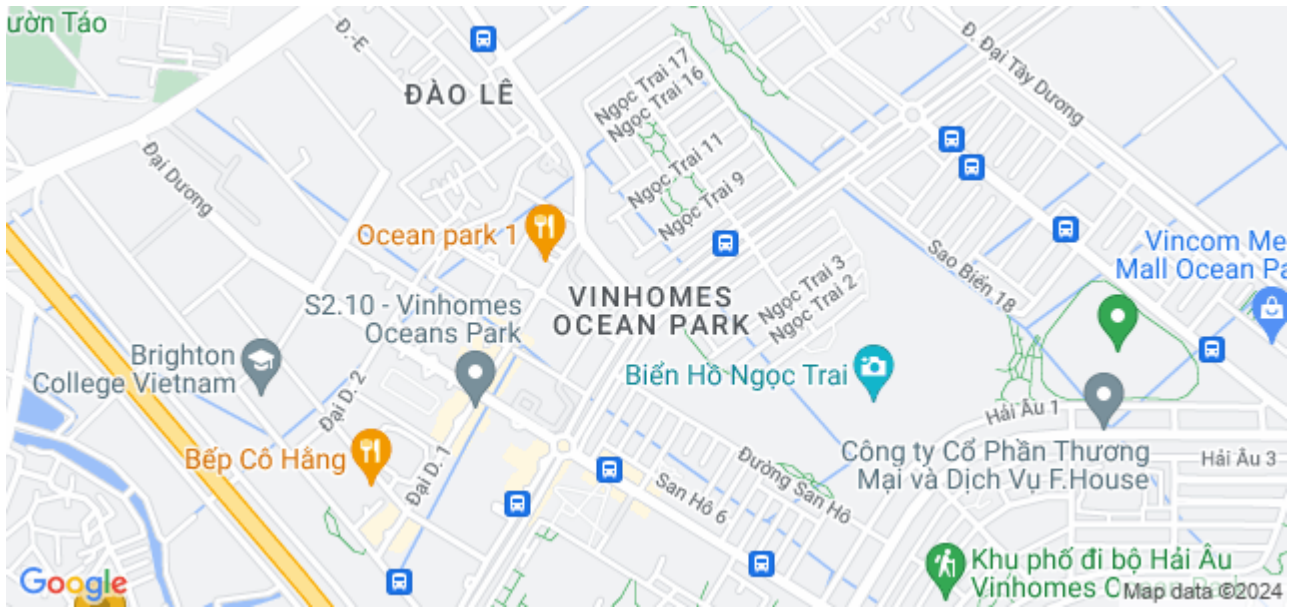 ườn Táo
Đ.-E
ĐÀO LÊ
Ngọc Trai 17
Ngọc Trai 16
Đ. Đại Tây Dương
Đại Dương
Ngọc Trai 11
Ngọc Trai 9
Ocean park 1
Sao Biển 18
Vincom Me
Mall Ocean Pa
Ngọc Trai 3
Ngọc Trai 2
VINHOMES
OCEAN PARK
S2.10 - Vinhomes
Oceans Park
Brighton
College Vietnam
Đại D. 2
Biển Hồ Ngọc Trai
Hải Âu 1
Bếp Cô Hằng
Đại D. 1
San Hô 6
Đường San Hô
Công ty Cổ Phần Thương
Mại và Dịch Vụ F.House
Hải Âu 3
Khu phố đi bộ Hải Âu
Vinhomes Ocean Park
Google
Map data ©2024